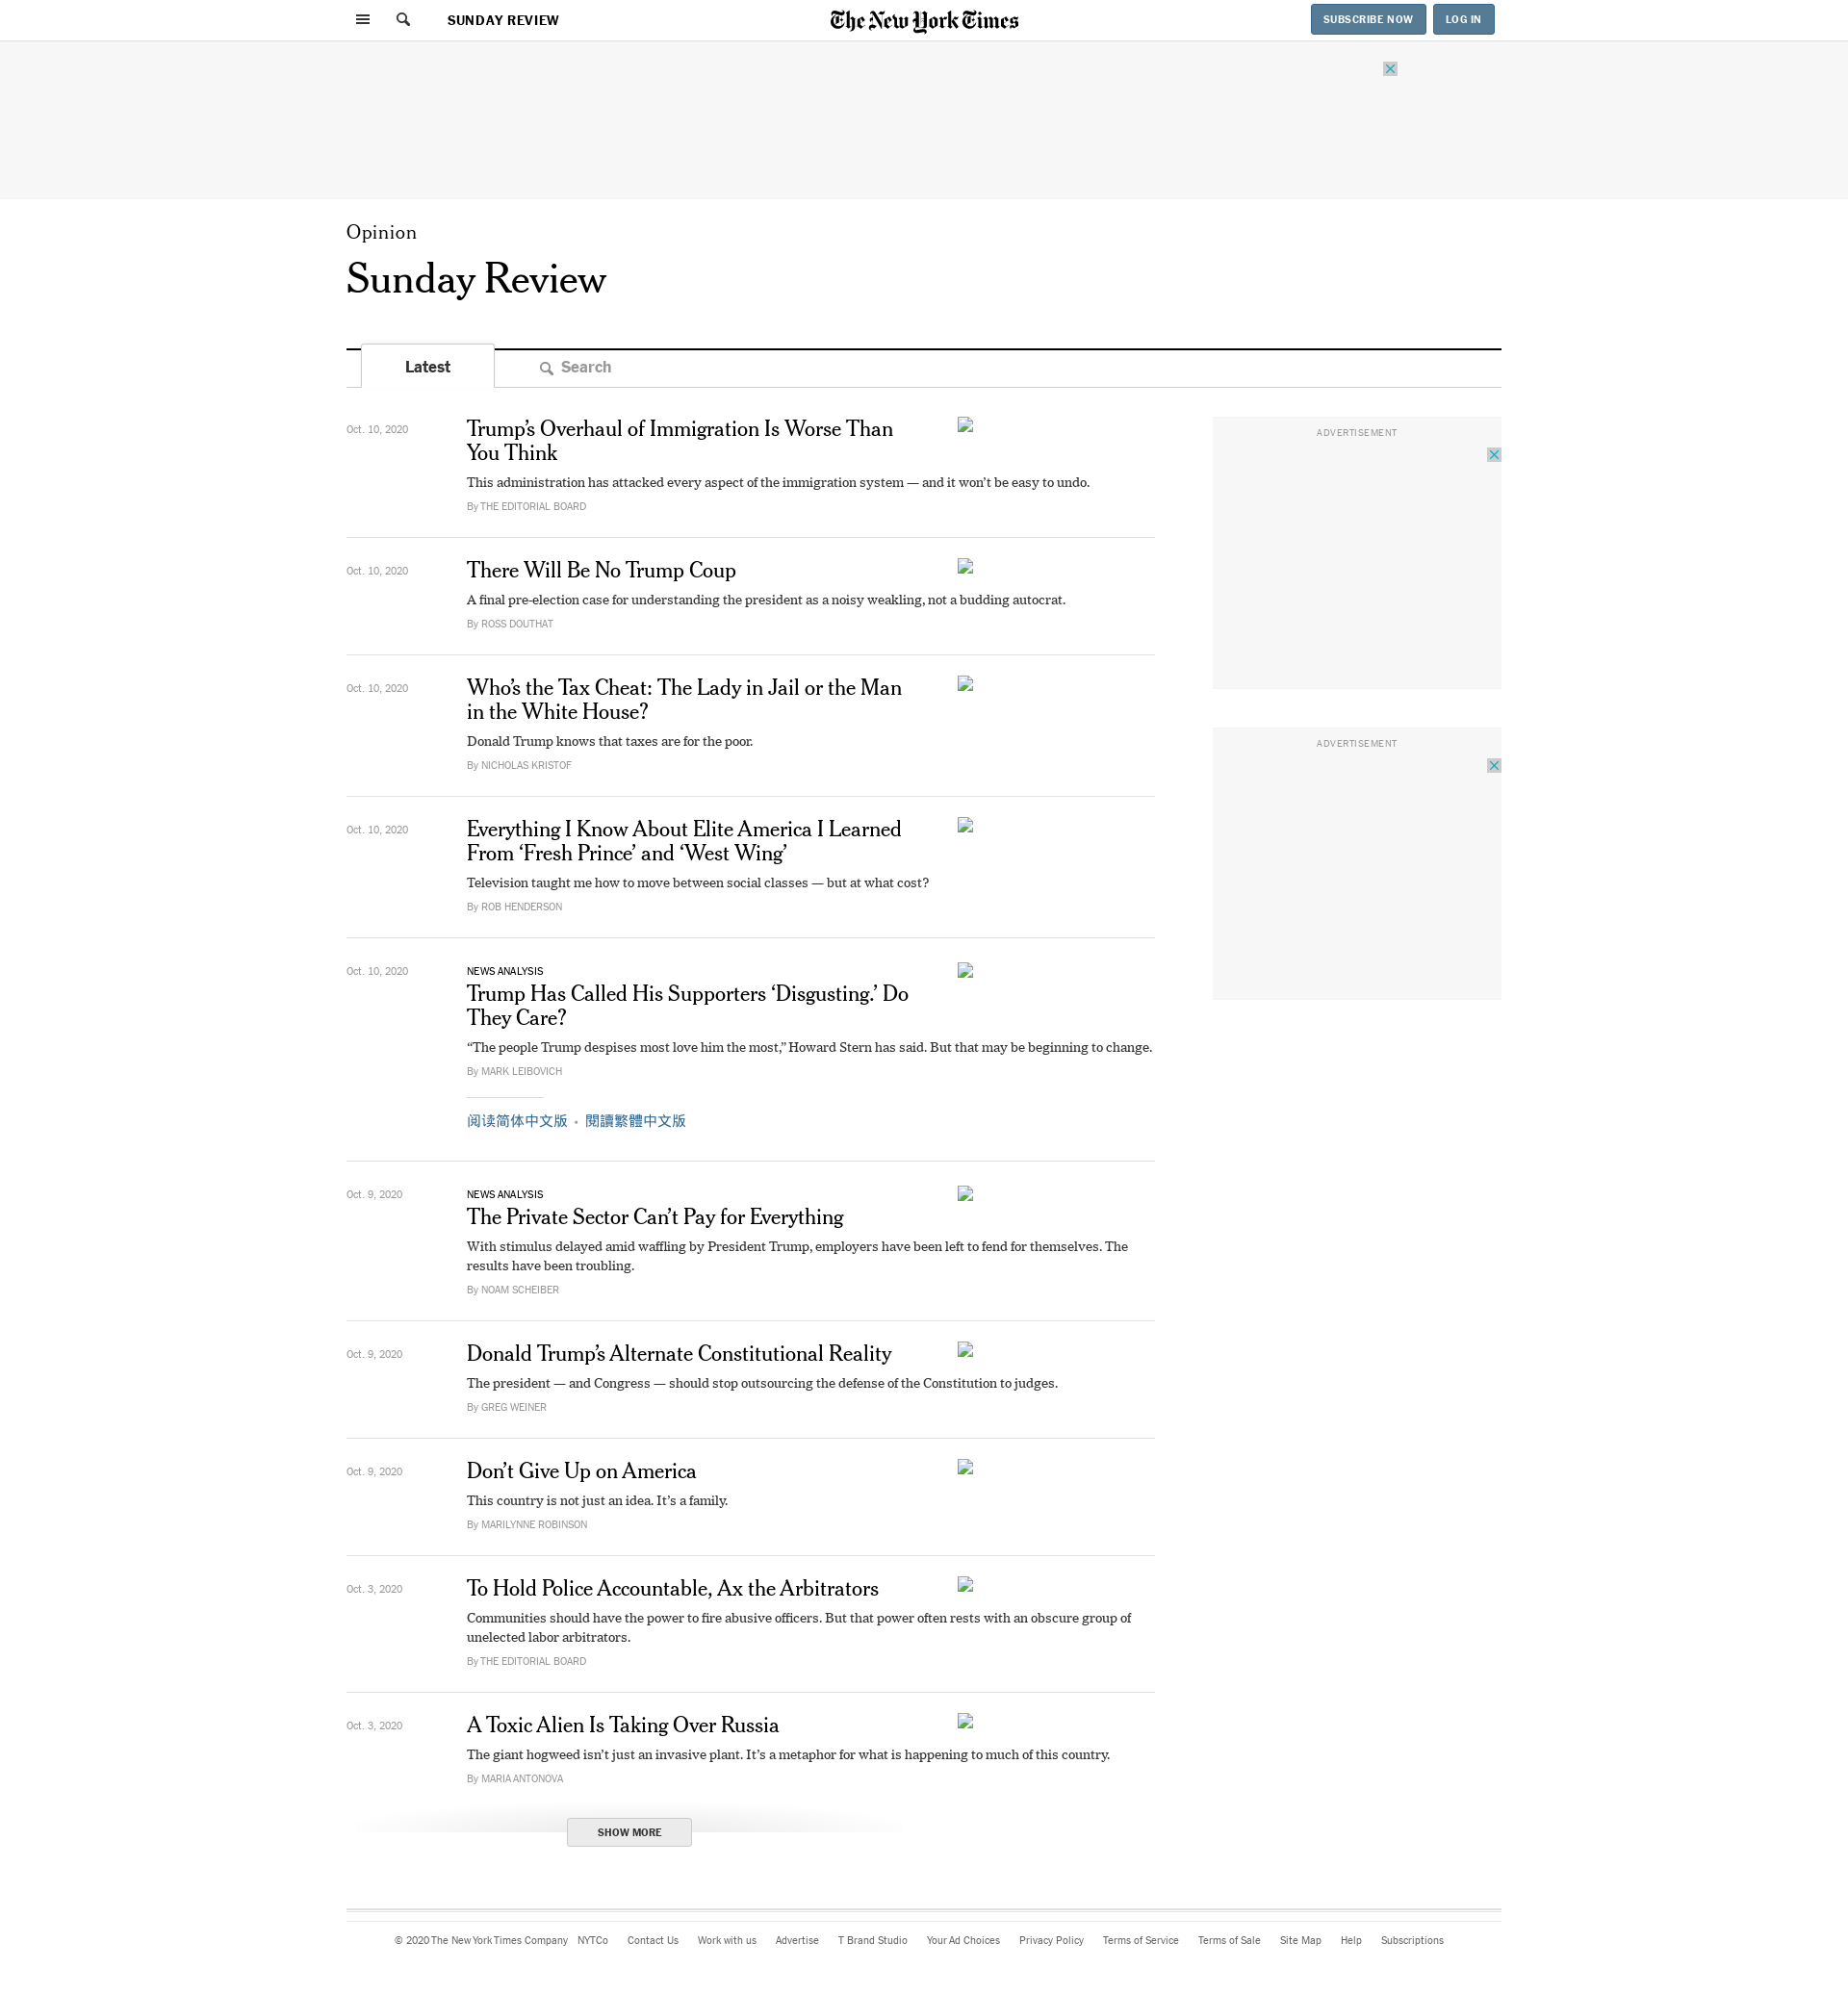 SUNDAY REVIEW
The New York Times
SUBSCRIBE NOW
LOG IN
Opinion
Sunday Review
Latest
Search
Oct. 10, 2020
Trump’s Overhaul of Immigration Is Worse Than
You Think
This administration has attacked every aspect of the immigration system — and it won’t be easy to undo.
By THE EDITORIAL BOARD
ADVERTISEMENT
Oct. 10, 2020
There Will Be No Trump Coup
A final pre-election case for understanding the president as a noisy weakling, not a budding autocrat.
By ROSS DOUTHAT
Oct. 10, 2020
Who’s the Tax Cheat: The Lady in Jail or the Man
in the White House?
Donald Trump knows that taxes are for the poor.
By NICHOLAS KRISTOF
ADVERTISEMENT
Oct. 10, 2020
Everything I Know About Elite America I Learned
From ‘Fresh Prince’ and ‘West Wing’
Television taught me how to move between social classes — but at what cost?
By ROB HENDERSON
Oct. 10, 2020
NEWS ANALYSIS
Trump Has Called His Supporters ‘Disgusting.’ Do
They Care?
“The people Trump despises most love him the most,” Howard Stern has said. But that may be beginning to change.
By MARK LEIBOVICH
阅读简体中文版 • 閱讀繁體中文版
Oct. 9, 2020
NEWS ANALYSIS
The Private Sector Can’t Pay for Everything
With stimulus delayed amid waffling by President Trump, employers have been left to fend for themselves. The
results have been troubling.
By NOAM SCHEIBER
Oct. 9, 2020
Donald Trump’s Alternate Constitutional Reality
The president — and Congress — should stop outsourcing the defense of the Constitution to judges.
By GREG WEINER
Oct. 9, 2020
Don’t Give Up on America
This country is not just an idea. It’s a family.
By MARILYNNE ROBINSON
Oct. 3, 2020
To Hold Police Accountable, Ax the Arbitrators
Communities should have the power to fire abusive officers. But that power often rests with an obscure group of
unelected labor arbitrators.
By THE EDITORIAL BOARD
Oct. 3, 2020
A Toxic Alien Is Taking Over Russia
The giant hogweed isn’t just an invasive plant. It’s a metaphor for what is happening to much of this country.
By MARIA ANTONOVA
SHOW MORE
© 2020 The New York Times Company NYTCo Contact Us Work with us Advertise T Brand Studio Your Ad Choices Privacy Policy Terms of Service Terms of Sale Site Map Help Subscriptions